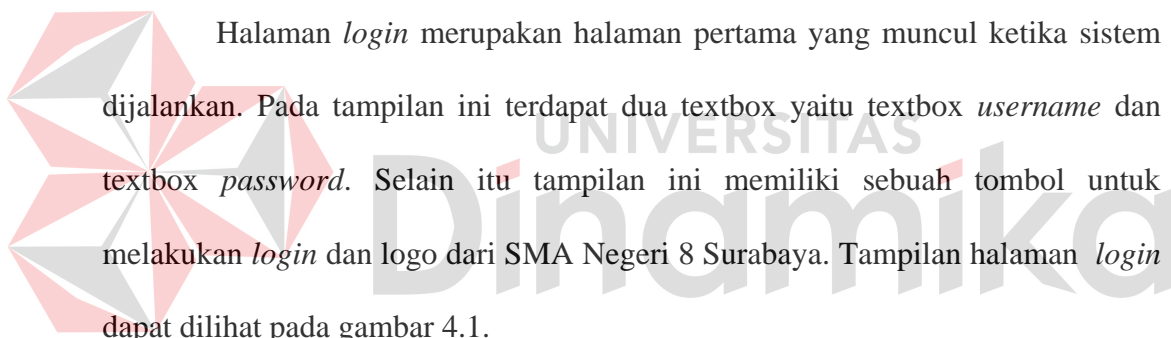 Halaman login merupakan halaman pertama yang muncul ketika sistem
dijalankan. Pada tampilan ini terdapat dua textbox yaitu textbox username dan
UNIVERSITAS
Dinamika
textbox password. Selain itu tampilan ini memiliki sebuah tombol untuk
melakukan login dan logo dari SMA Negeri 8 Surabaya. Tampilan halaman login
dapat dilihat pada gambar 4.1.